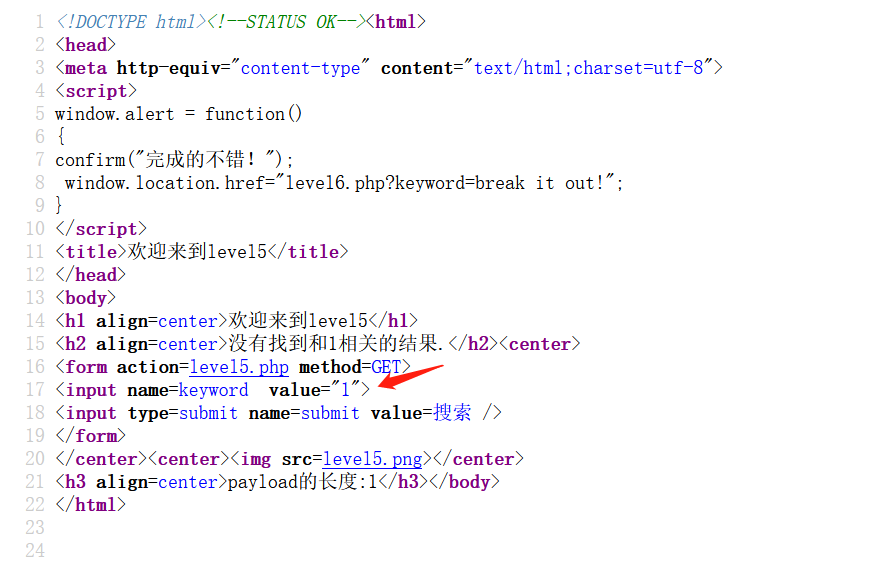 1 <!DOCTYPE html><!--STATUS OK--><html>
2 <head>
3 <meta http-equiv="content-type" content="text/html;charset=utf-8">
4 <script>
5 window.alert = function()
6 {
7 confirm("完成的不错！");
8  window.location.href="level6.php?keyword=break it out!";
9 }
10 </script>
11 <title>欢迎来到level5</title>
12 </head>
13 <body>
14 <h1 align=center>欢迎来到level5</h1>
15 <h2 align=center>没有找到和1相关的结果.</h2><center>
16 <form action=level5.php method=GET>
17 <input name=keyword  value="1">
18 <input type=submit name=submit value=搜索 />
19 </form>
20 </center><center><img src=level5.png></center>
21 <h3 align=center>payload的长度:1</h3></body>
22 </html>
23
24